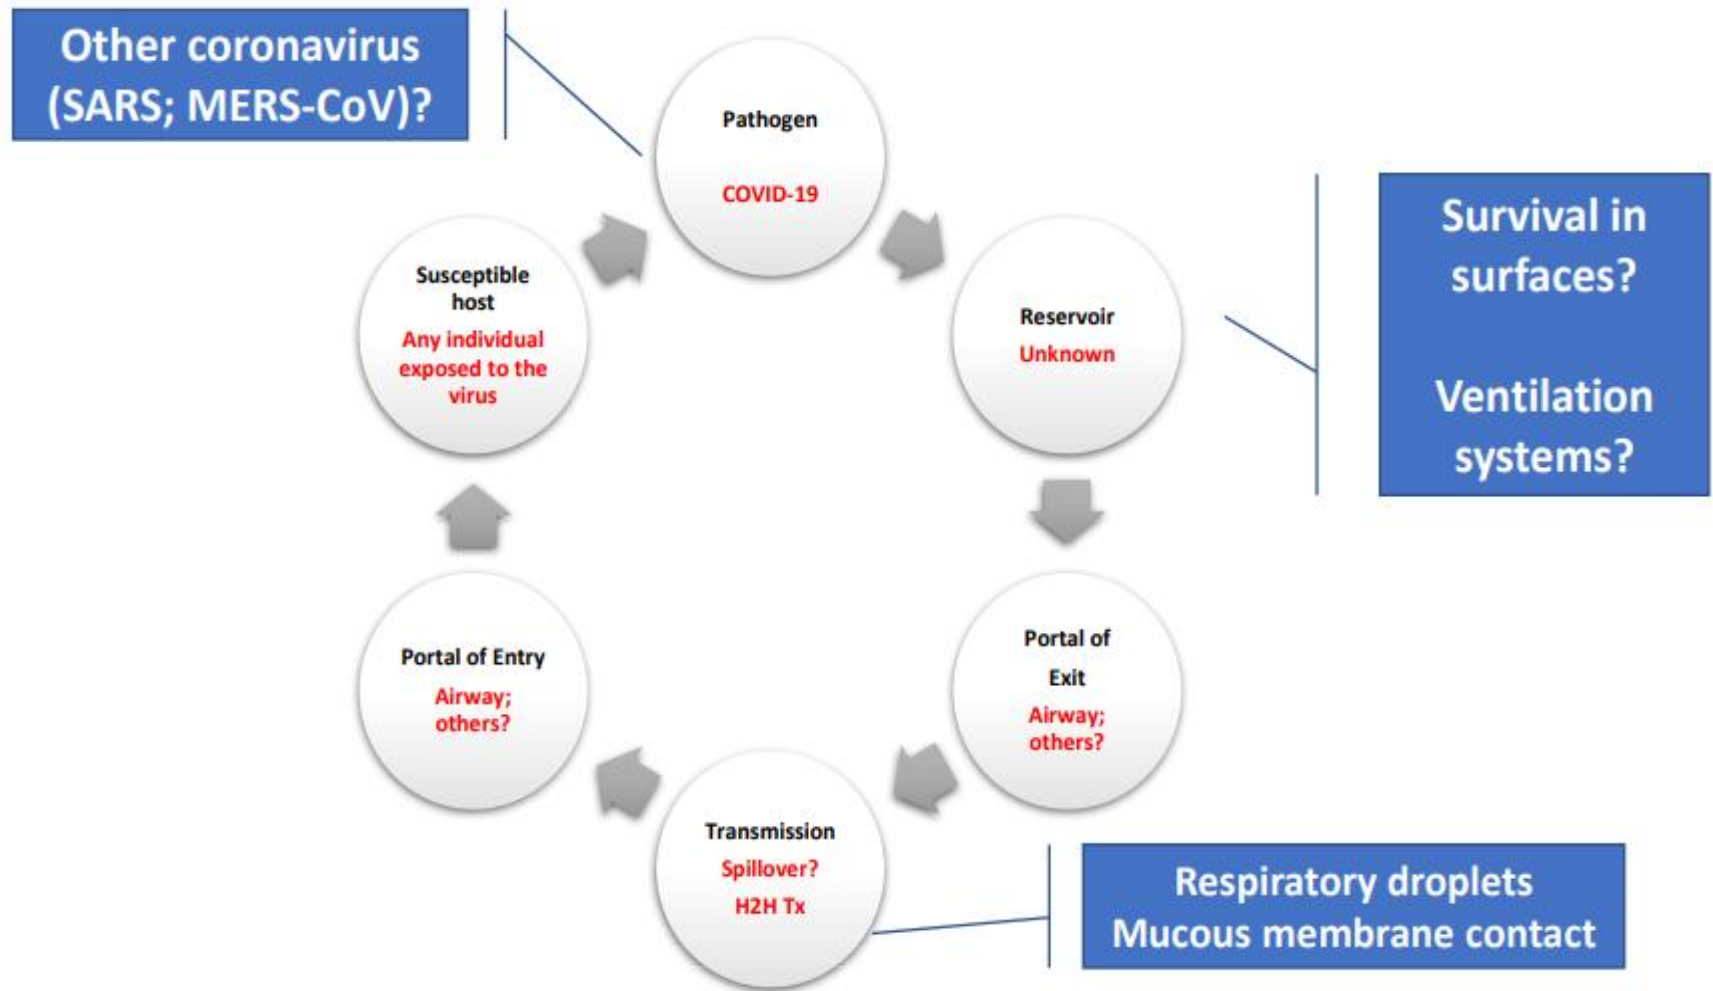 Other coronavirus
(SARS; MERS-CoV)?
Pathogen
COVID-19
Survival in
surfaces?
Ventilation
systems?
Reservoir
Unknown
Portal of
Exit
Airway;
others?
Transmission
Spillover?
H2H Tx
Respiratory droplets
Mucous membrane contact
Portal of Entry
Airway;
others?
Susceptible
host
Any individual
exposed to the
virus